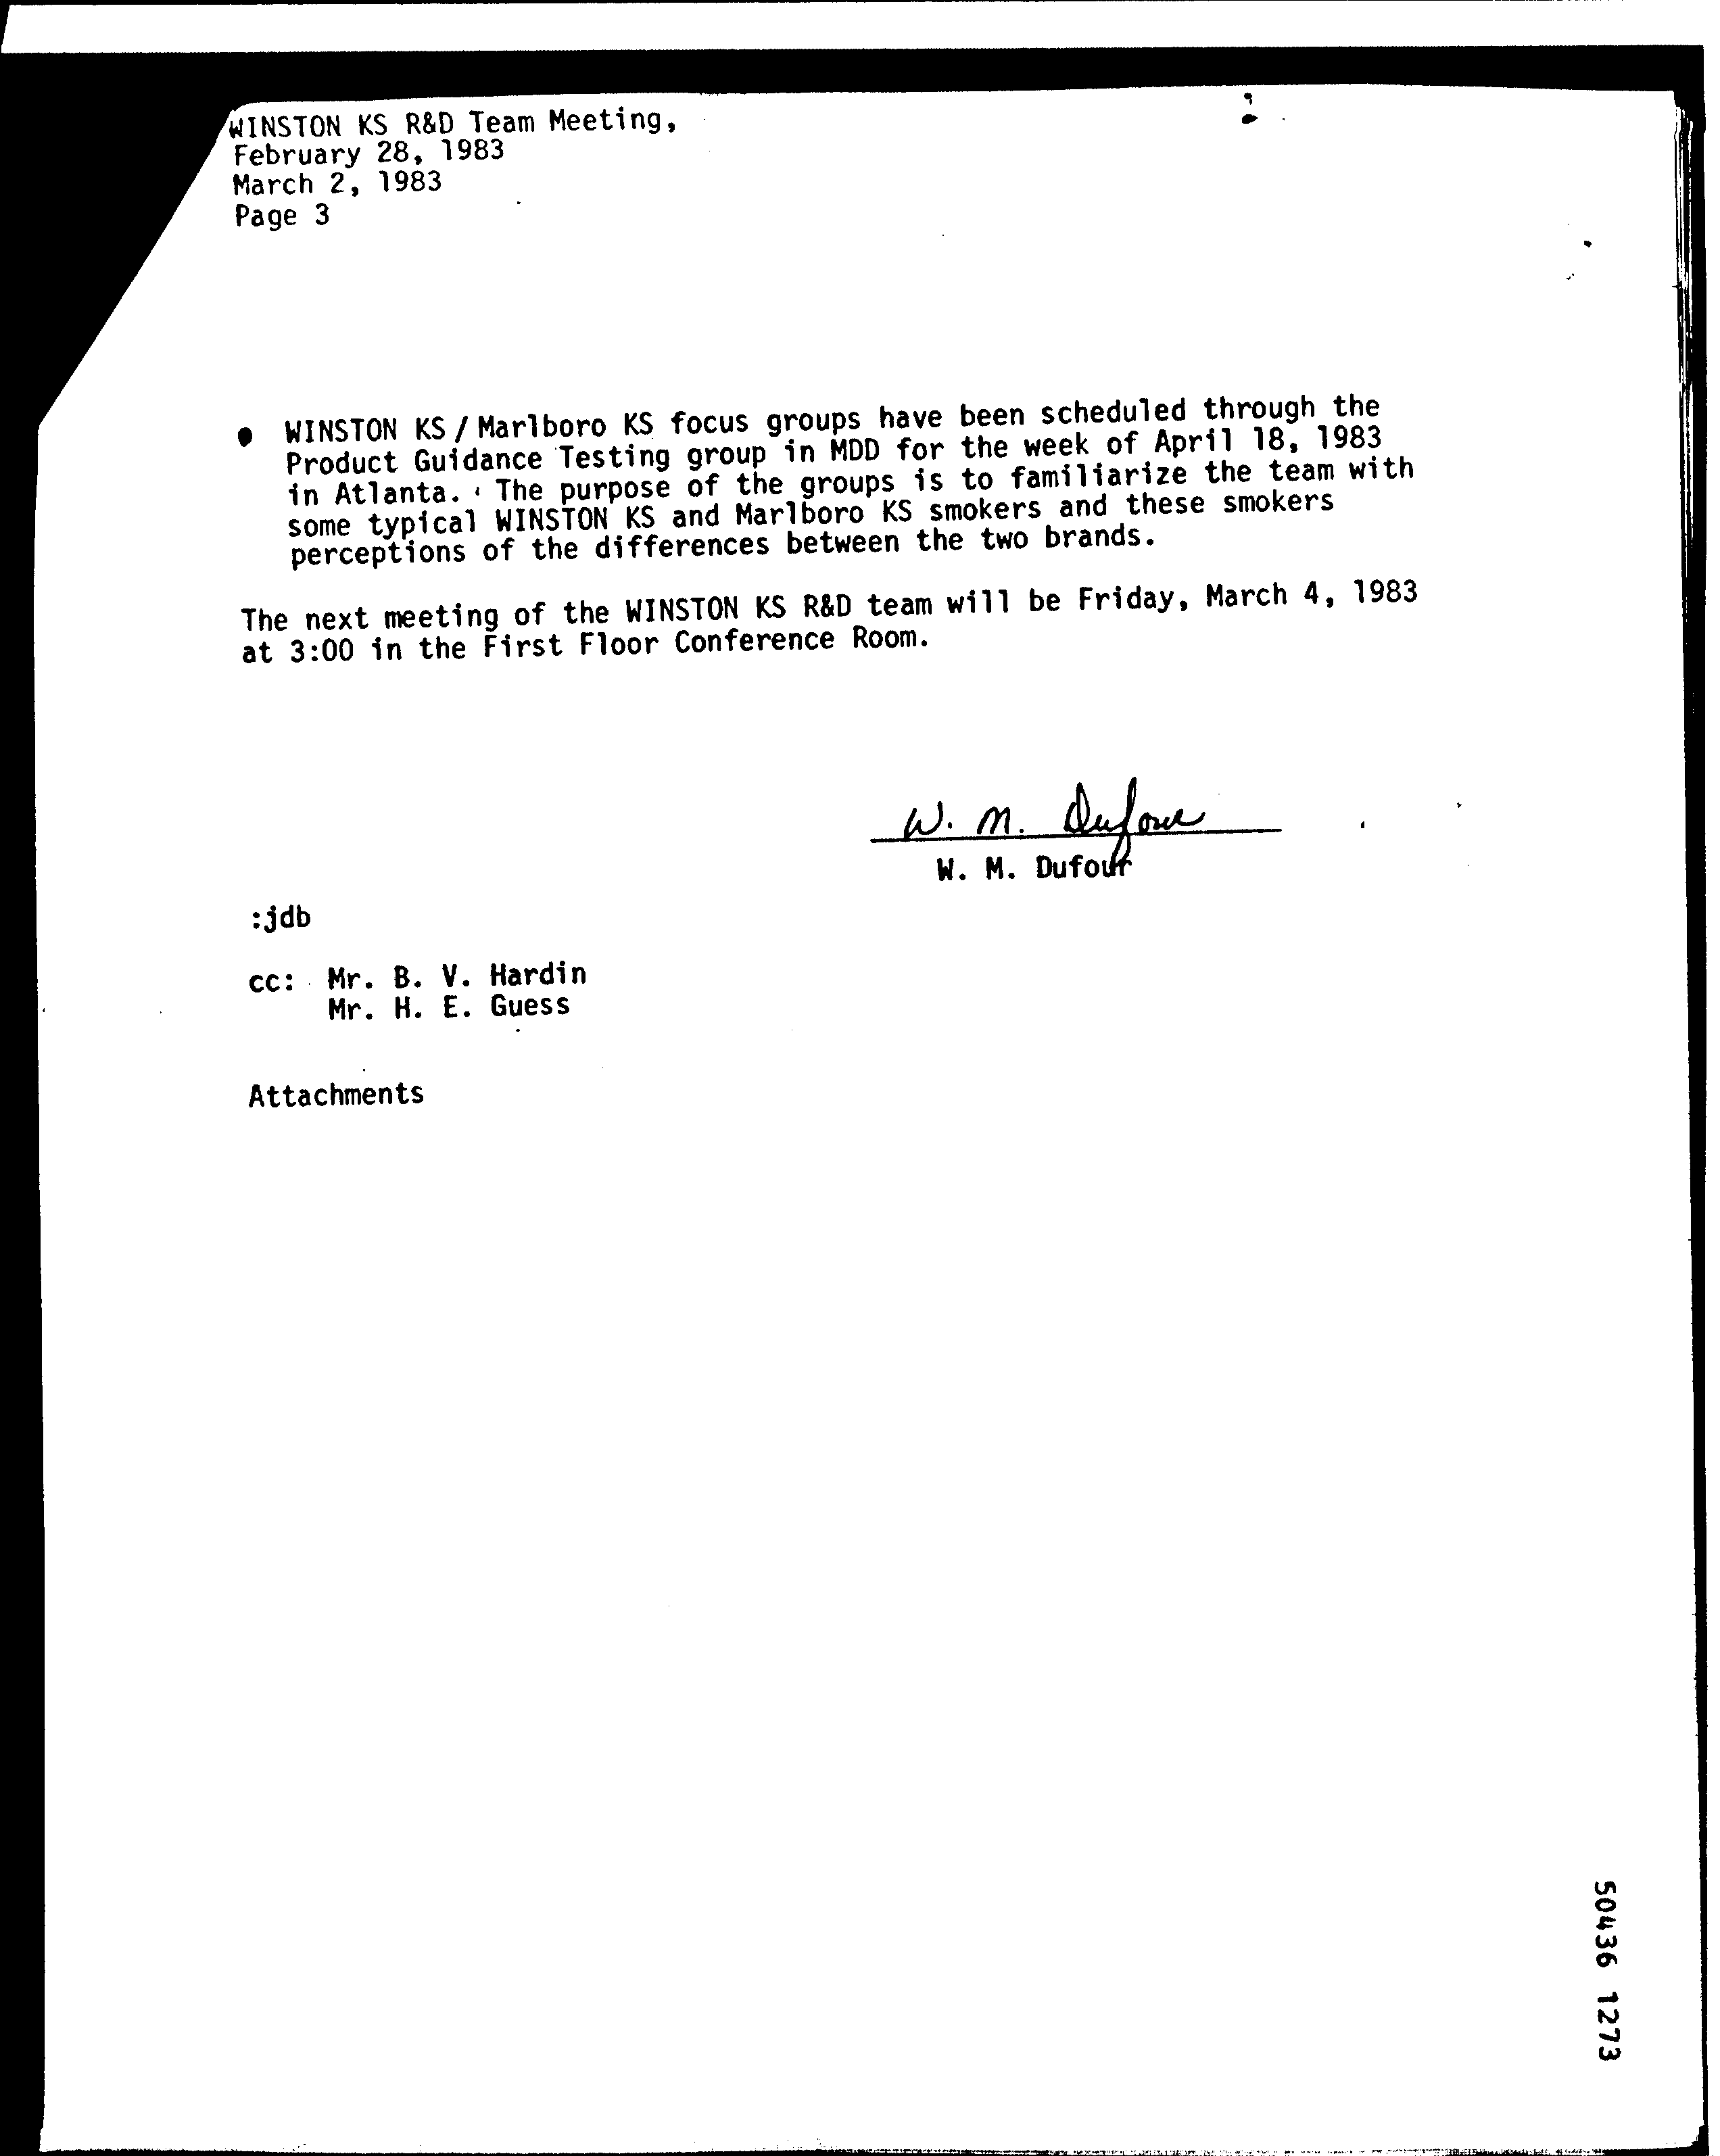 WINSTON KS R&D Team Meeting,
February 28, 1983
March 2, 1983
Page 3
● WINSTON KS / Marlboro KS focus groups have been scheduled through the
Product Guidance Testing group in MDD for the week of April 18, 1983
in Atlanta. The purpose of the groups is to familiarize the team with
some typical WINSTON KS and Marlboro KS smokers and these smokers
perceptions of the differences between the two brands.
The next meeting of the WINSTON KS R&D team will be Friday, March 4, 1983
at 3:00 in the First Floor Conference Room.
W. M. Dufour
W. M. Dufour
:jdb
cc: Mr. B. V. Hardin
Mr. H. E. Guess
Attachments
50436 1273